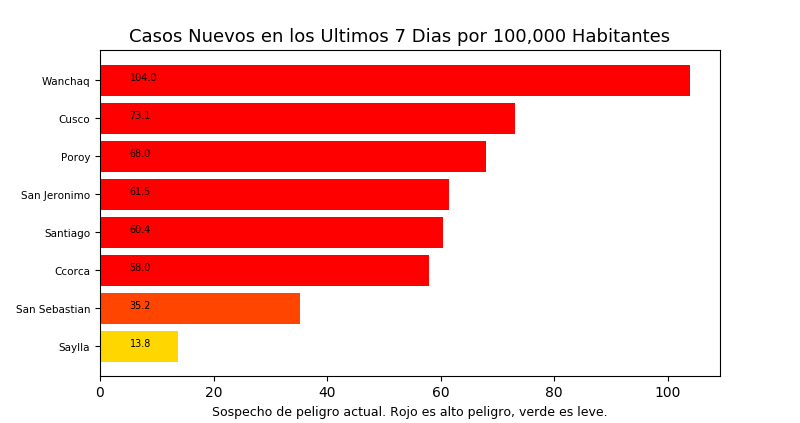 Casos Nuevos en los Ultimos 7 Dias por 100,000 Habitantes
Wanchaq 104.0
Cusco 73.1
Poroy 68.0
San Jeronimo 61.5
Santiago 60.4
Ccorca 58.0
San Sebastian 35.2
Saylla 13.8
0 20 40 60 80 100
Sospecho de peligro actual. Rojo es alto peligro, verde es leve.